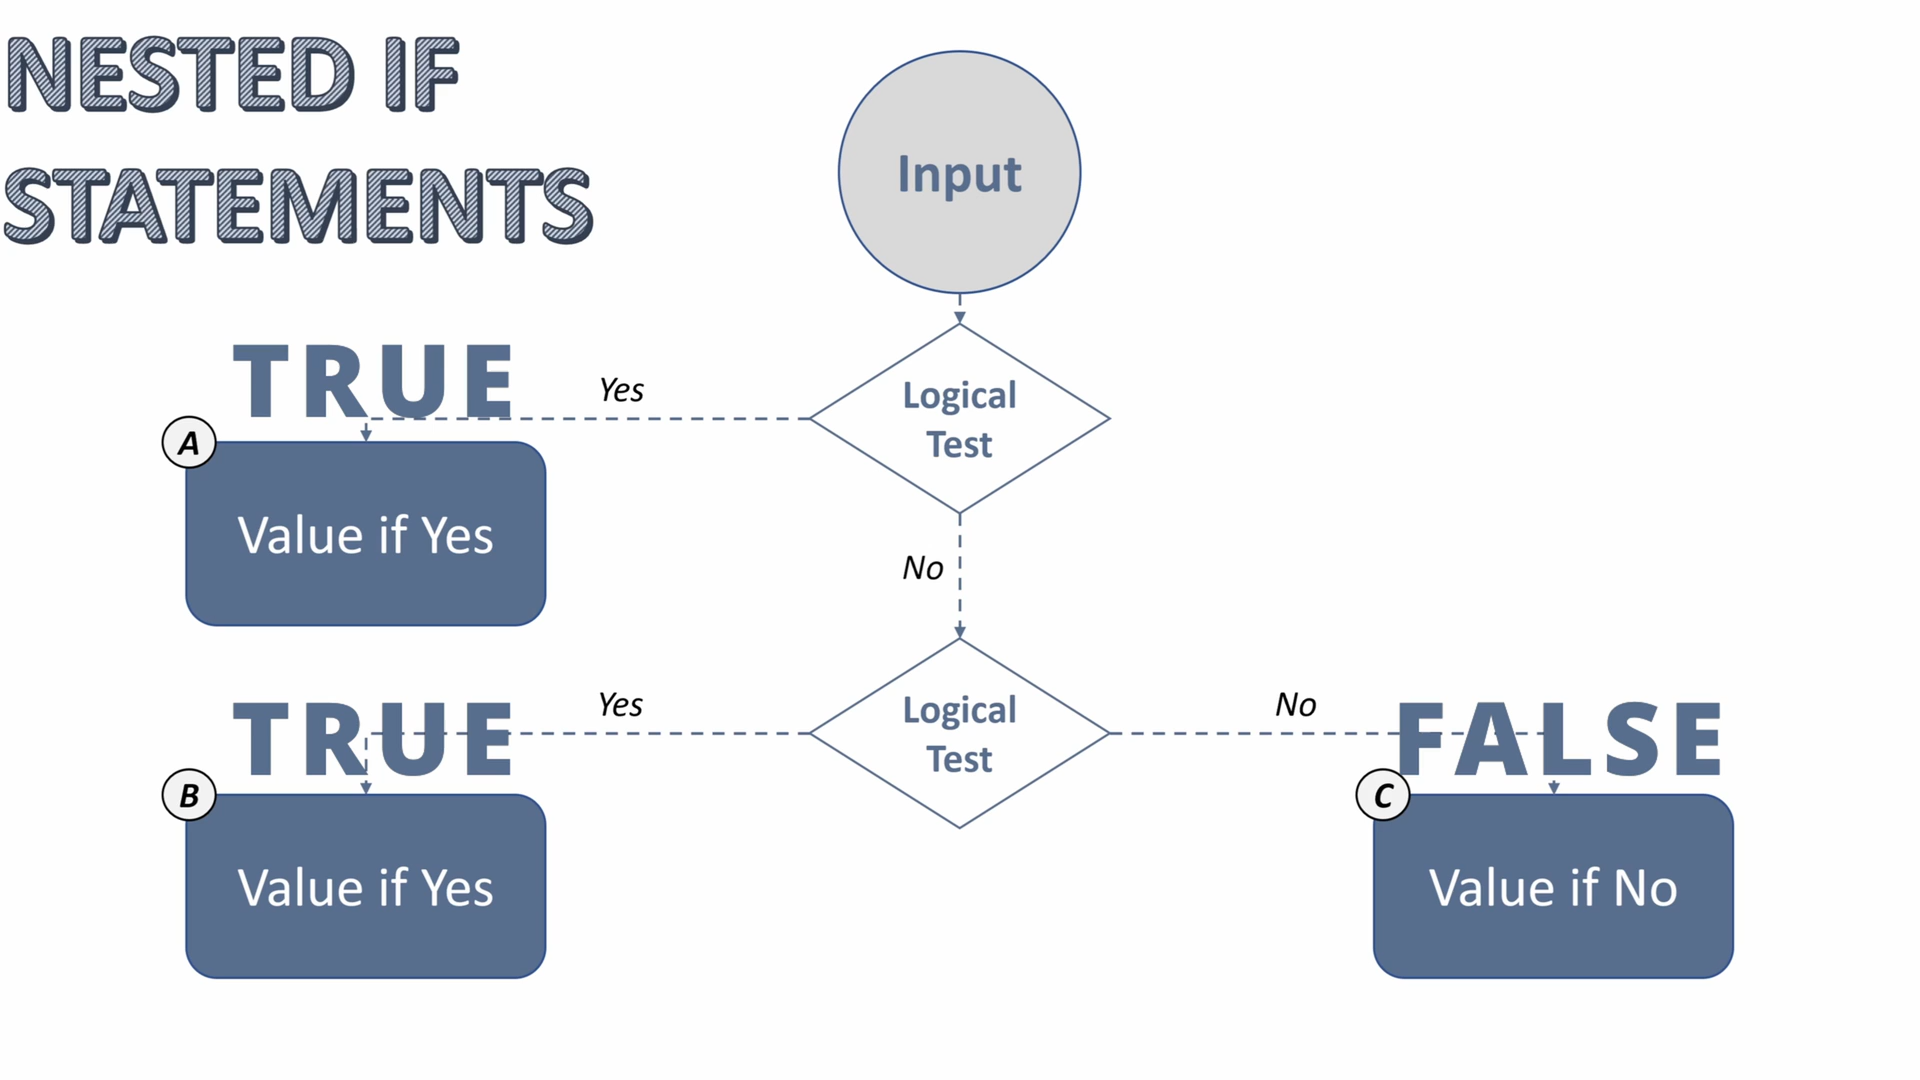 NESTED IF
STATEMENTS
Input
TRUE
Yes
Logical
Test
A
Value if Yes
No
TRUE
Yes
Logical
Test
No
FALSE
B
Value if Yes
C
Value if No